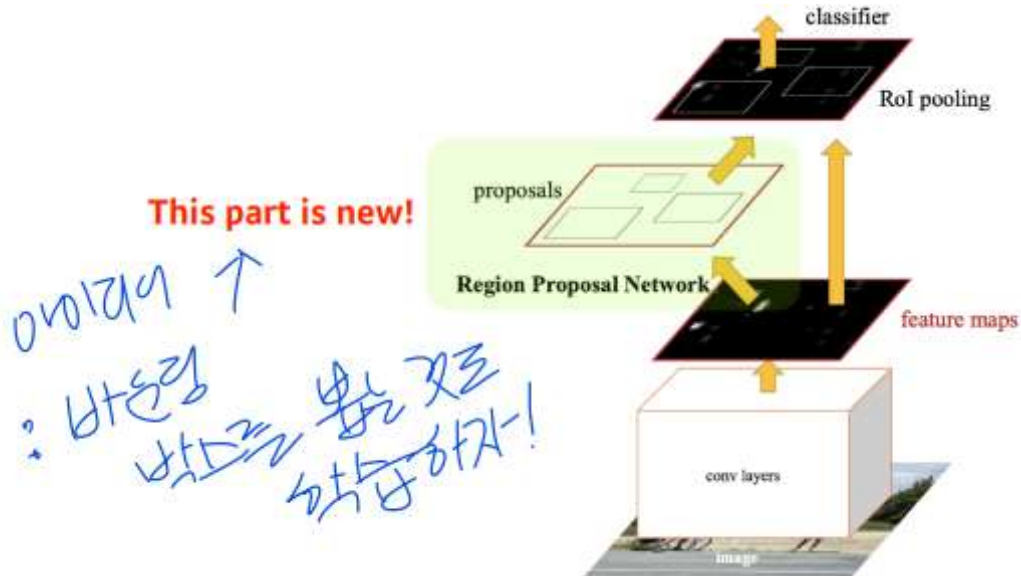 classifier
RoI pooling
proposals
This part is new!
Region Proposal Network
feature maps
아이디어 ↑
: 바운딩
박스를 뽑는 것도
학습하자-!
conv layers
image